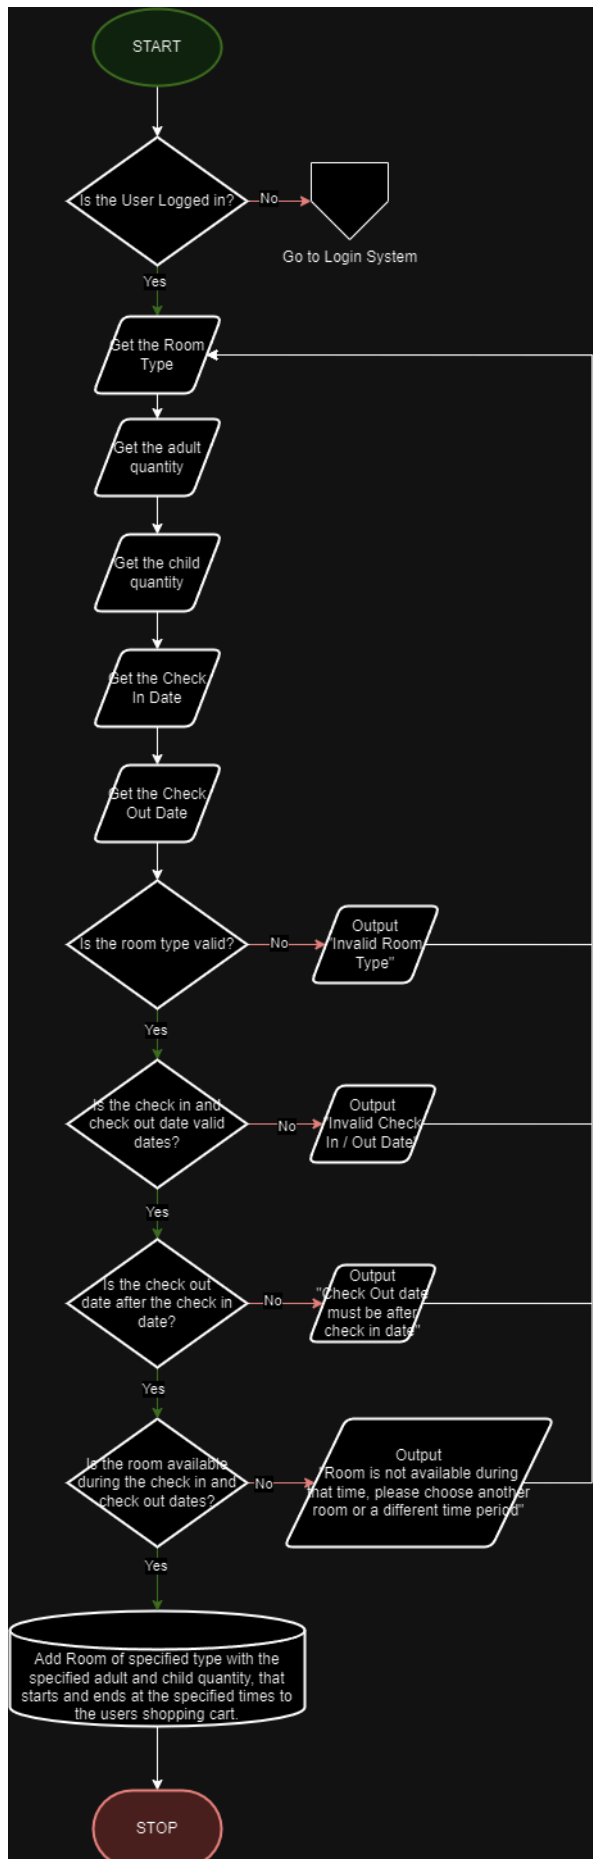 START
Is the User Logged in?
No
Go to Login System
Yes
Get the Room
Type
Get the adult
quantity
Get the child
quantity
Get the Check
In Date
Get the Check
Out Date
Is the room type valid?
No
Output
"Invalid Room
Type"
Yes
Is the check in and
check out date valid
dates?
No
Output
"Invalid Check
In / Out Date"
Yes
Is the check out
date after the check in
date?
No
Output
"Check Out date
must be after
check in date"
Yes
Is the room available
during the check in and
check out dates?
No
Output
"Room is not available during
that time, please choose another
room or a different time period"
Yes
Add Room of specified type with the
specified adult and child quantity, that
starts and ends at the specified times to
the users shopping cart.
STOP